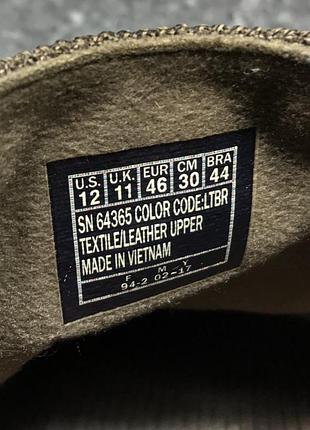 U.S. U.K. EUR CM BRA
12 11 46 30 44
SN 64365 COLOR CODE:LTBR
TEXTILE/LEATHER UPPER
MADE IN VIETNAM
F M Y
94-2 02-17